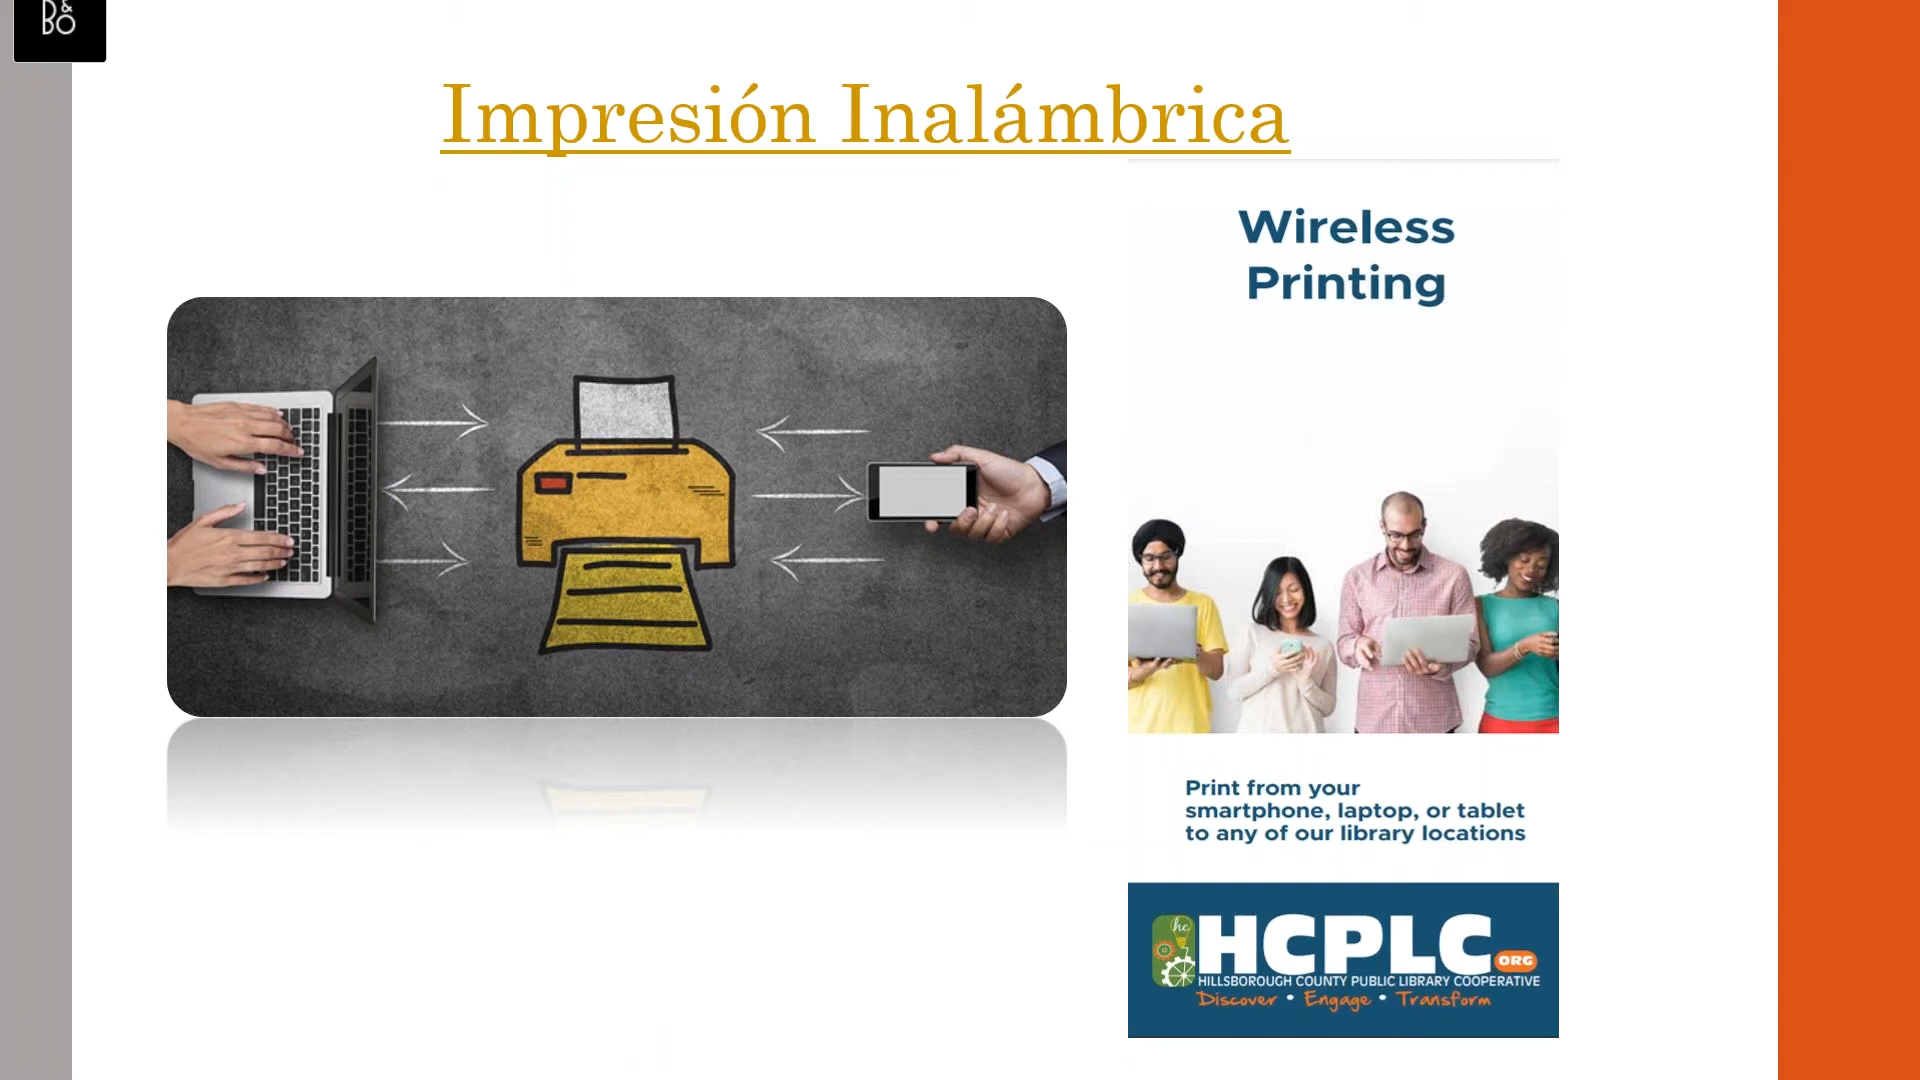 B&O
Impresión Inalámbrica
Wireless
Printing
Print from your
smartphone, laptop, or tablet
to any of our library locations
hc
HCPLC
ORG
HILLSBOROUGH COUNTY PUBLIC LIBRARY COOPERATIVE
Discover • Engage • Transform